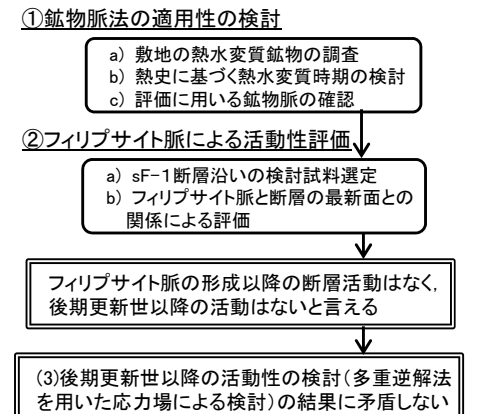 ①鉱物脈法の適用性の検討
a) 敷地の熱水変質鉱物の調査
b) 熱史に基づく熱水変質時期の検討
c) 評価に用いる鉱物脈の確認
②フィリプサイト脈による活動性評価
a) sF-1断層沿いの検討試料選定
b) フィリプサイト脈と断層の最新面との
関係による評価
フィリプサイト脈の形成以降の断層活動はなく,
後期更新世以降の活動はないと言える
(3)後期更新世以降の活動性の検討(多重逆解法
を用いた応力場による検討)の結果に矛盾しない